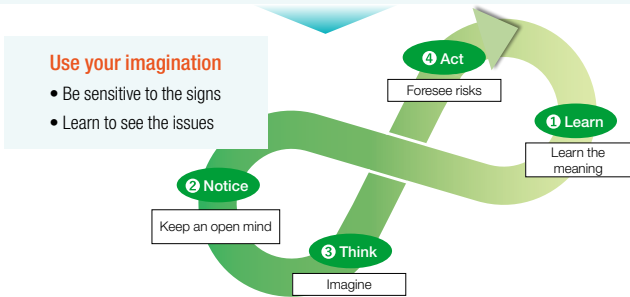 Use your imagination
• Be sensitive to the signs
• Learn to see the issues
❹ Act
Foresee risks
❶ Learn
Learn the
meaning
❷ Notice
Keep an open mind
❸ Think
Imagine